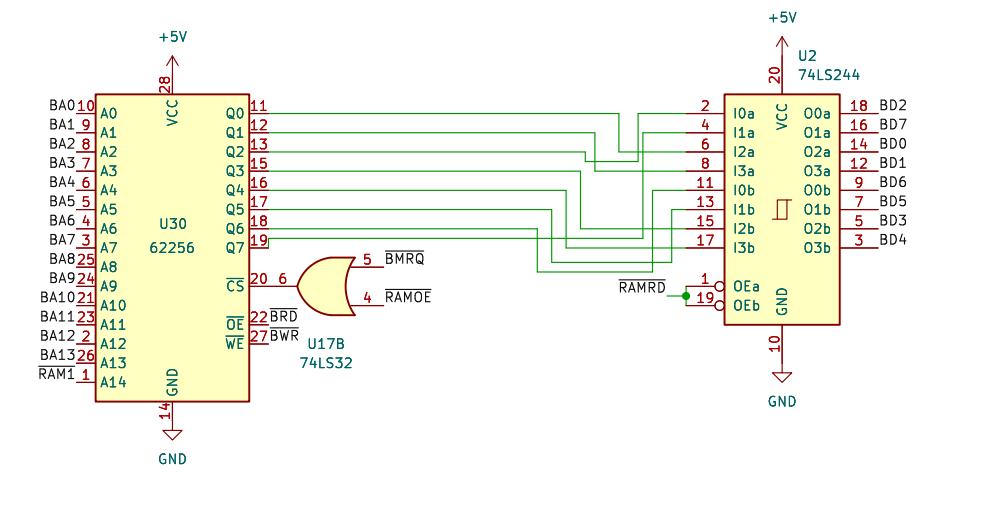 +5V
28
VCC
BA0 10 A0
BA1 9 A1
BA2 8 A2
BA3 7 A3
BA4 6 A4
BA5 5 A5
BA6 4 A6
BA7 3 A7
BA8 25 A8
BA9 24 A9
BA10 21 A10
BA11 23 A11
BA12 2 A12
BA13 26 A13
RAM1 1 A14
U30
62256
Q0 11
Q1 12
Q2 13
Q3 15
Q4 16
Q5 17
Q6 18
Q7 19
CS 20
OE 22 BRD
WE 27 BWR
GND
14
GND
6
5 BMRQ
4 RAMOE
U17B
74LS32
+5V
U2
74LS244
20
VCC
2 I0a
4 I1a
6 I2a
8 I3a
11 I0b
13 I1b
15 I2b
17 I3b
RAMRD
1 OEa
19 OEb
O0a 18 BD2
O1a 16 BD7
O2a 14 BD0
O3a 12 BD1
O0b 9 BD6
O1b 7 BD5
O2b 5 BD3
O3b 3 BD4
GND
10
GND